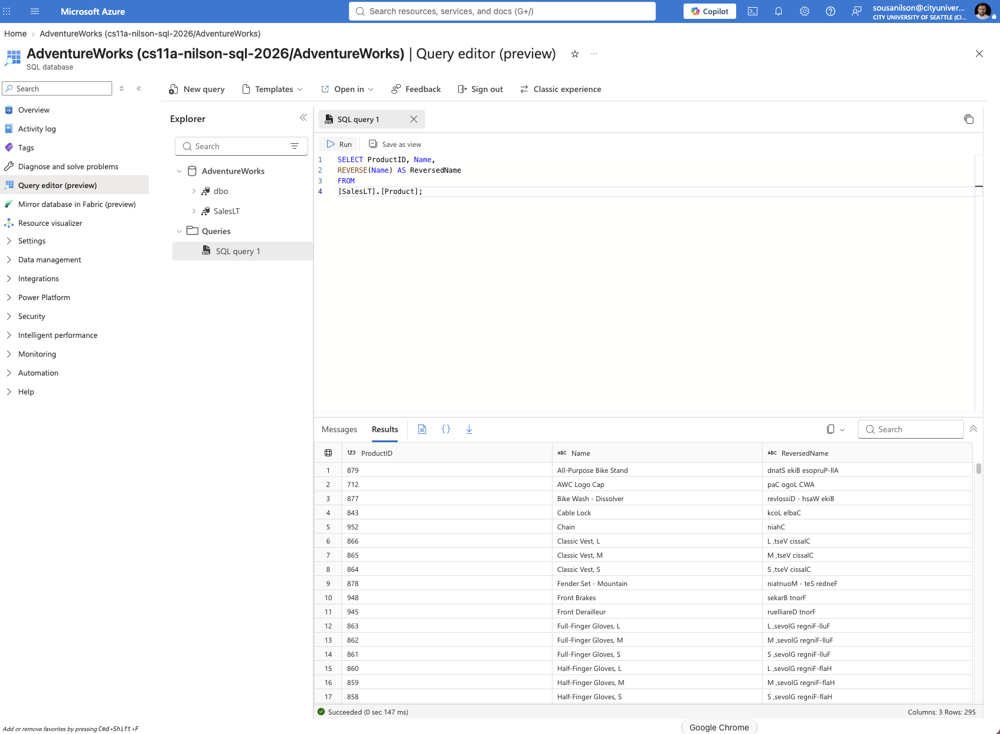 Microsoft Azure
Search resources, services, and docs (G+/)
Copilot
sousanilson@cityuniver...
CITY UNIVERSITY OF SEATTLE (CI...
Home > AdventureWorks (cs11a-nilson-sql-2026/AdventureWorks)
AdventureWorks (cs11a-nilson-sql-2026/AdventureWorks) | Query editor (preview)
SQL database
Search
Overview
Activity log
Tags
Diagnose and solve problems
Query editor (preview)
Mirror database in Fabric (preview)
Resource visualizer
Settings
Data management
Integrations
Power Platform
Security
Intelligent performance
Monitoring
Automation
Help
New query Templates Open in Feedback Sign out Classic experience
Explorer
Search
AdventureWorks
dbo
SalesLT
Queries
SQL query 1
SQL query 1
Run Save as view
1 SELECT ProductID, Name,
2 REVERSE(Name) AS ReversedName
3 FROM
4 [SalesLT].[Product];
Messages Results Search
123 ProductID ABC Name ABC ReversedName
1 879 All-Purpose Bike Stand dnatS ekiB esopruP-llA
2 712 AWC Logo Cap paC ogoL CWA
3 877 Bike Wash - Dissolver revlossiD - hsaW ekiB
4 843 Cable Lock kcoL elbaC
5 952 Chain niahC
6 866 Classic Vest, L L ,tseV cissalC
7 865 Classic Vest, M M ,tseV cissalC
8 864 Classic Vest, S S ,tseV cissalC
9 878 Fender Set - Mountain niatnuoM - teS redneF
10 948 Front Brakes sekarB tnorF
11 945 Front Derailleur ruelliareD tnorF
12 863 Full-Finger Gloves, L L ,sevolG regniF-lluF
13 862 Full-Finger Gloves, M M ,sevolG regniF-lluF
14 861 Full-Finger Gloves, S S ,sevolG regniF-lluF
15 860 Half-Finger Gloves, L L ,sevolG regniF-flaH
16 859 Half-Finger Gloves, M M ,sevolG regniF-flaH
17 858 Half-Finger Gloves, S S ,sevolG regniF-flaH
Succeeded (0 sec 147 ms) Columns: 3 Rows: 295
Add or remove favorites by pressing Cmd+Shift+F
Google Chrome